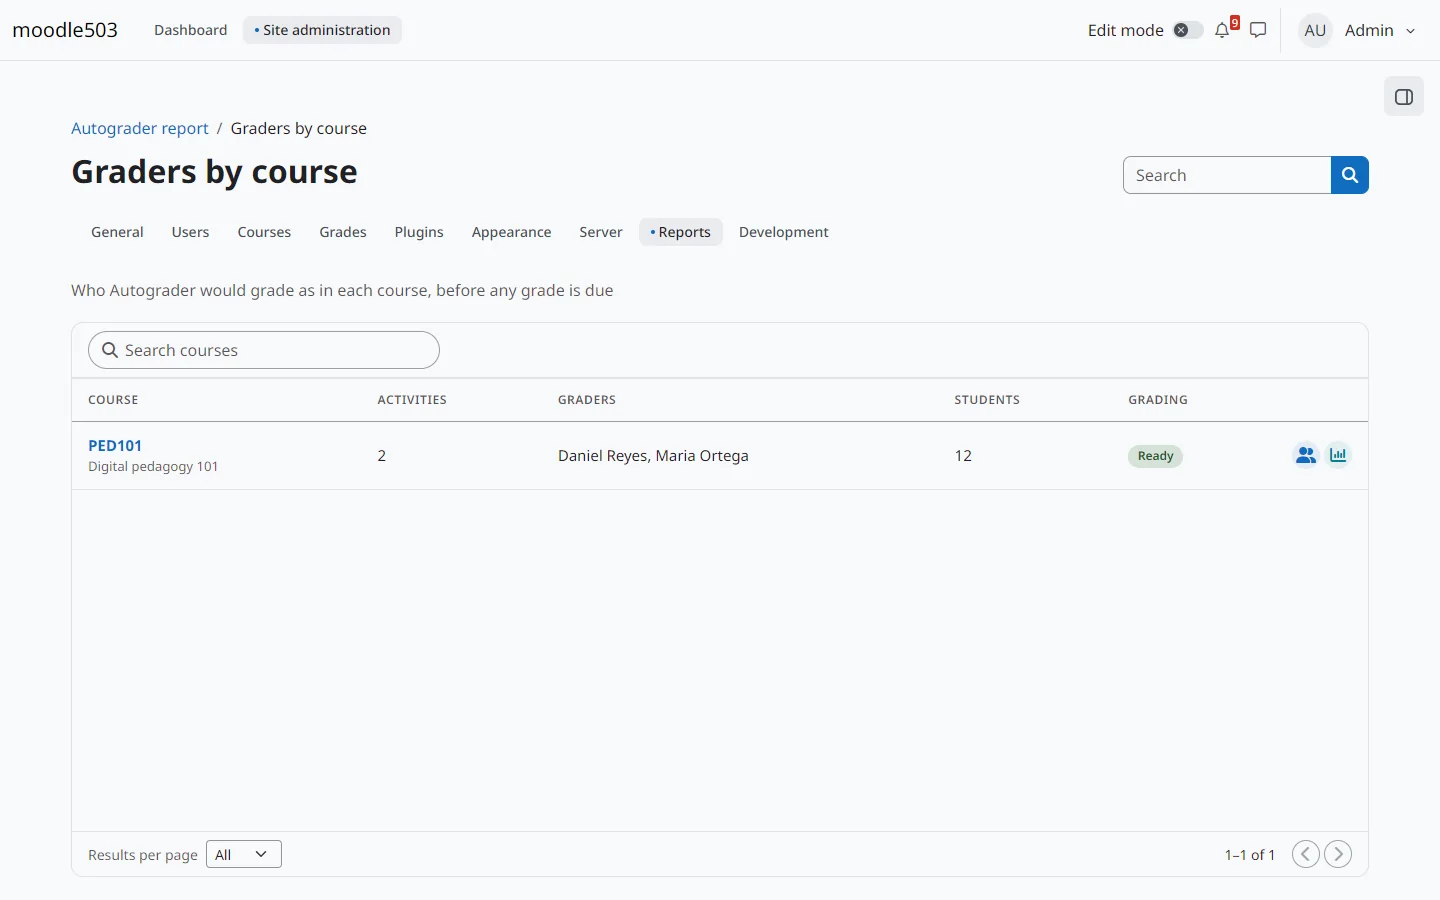 moodle503
Dashboard
Site administration
Edit mode
9
AU
Admin
Autograder report / Graders by course
Graders by course
Search
General
Users
Courses
Grades
Plugins
Appearance
Server
Reports
Development
Who Autograder would grade as in each course, before any grade is due
Search courses
COURSE
ACTIVITIES
GRADERS
STUDENTS
GRADING
PED101
Digital pedagogy 101
2
Daniel Reyes, Maria Ortega
12
Ready
Results per page
All
1–1 of 1